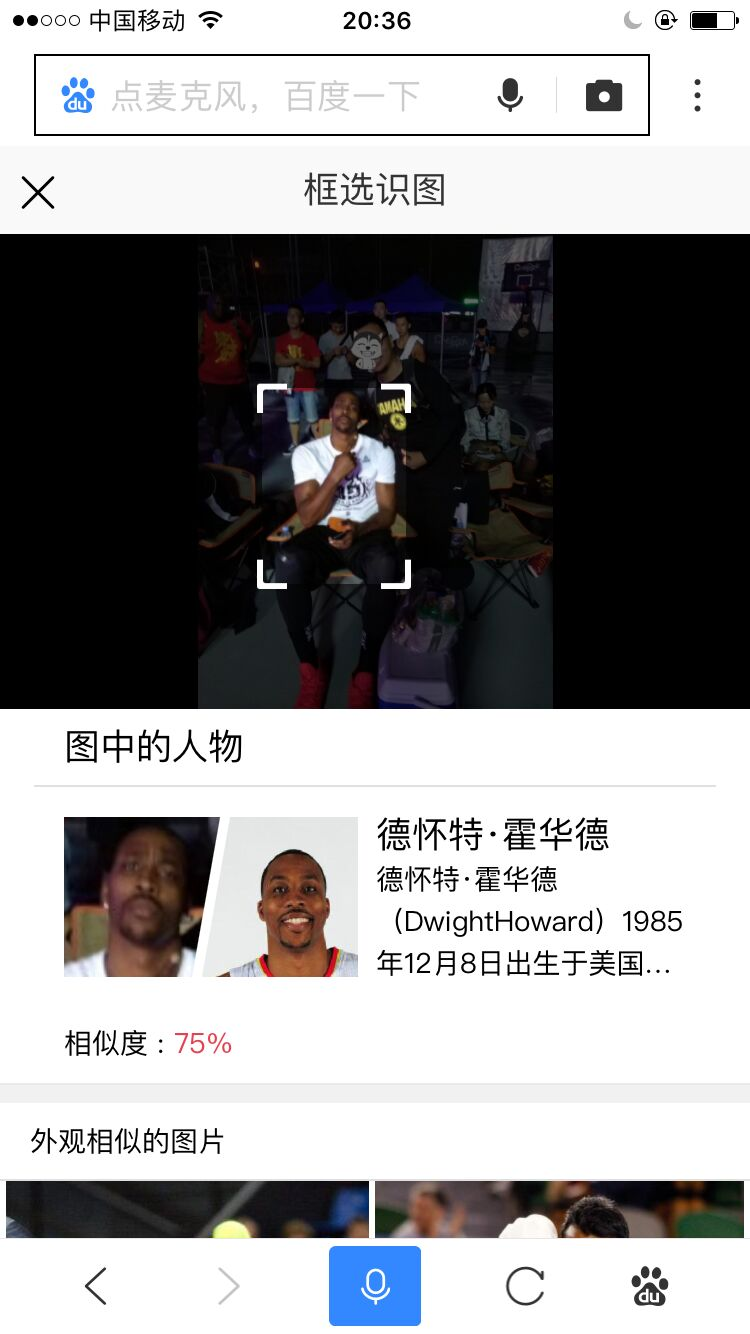 中国移动
20:36
du
点麦克风，百度一下
框选识图
YAMAHA
图中的人物
德怀特·霍华德
德怀特·霍华德
（DwightHoward）1985
年12月8日出生于美国...
相似度：75%
外观相似的图片
du